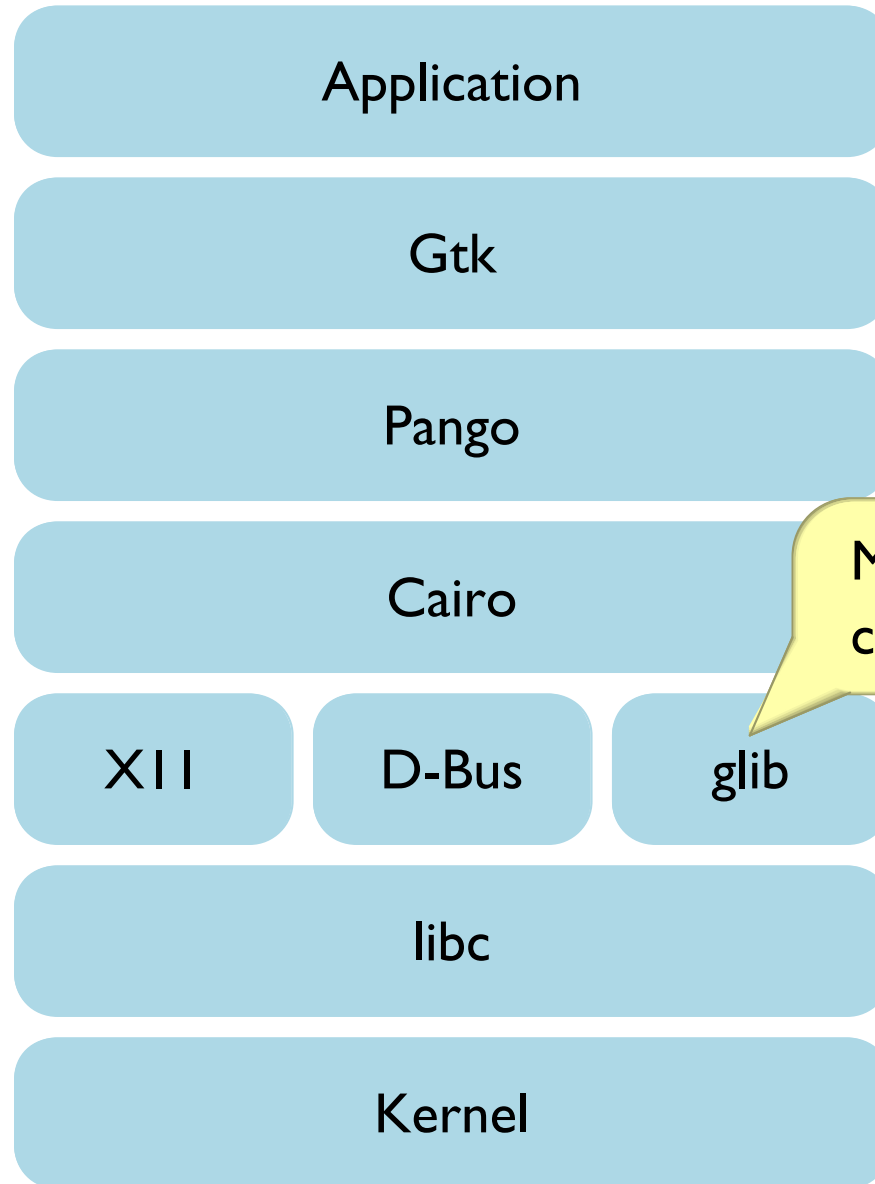 Application
Gtk
Pango
Cairo
X11
D-Bus
glib
libc
Kernel